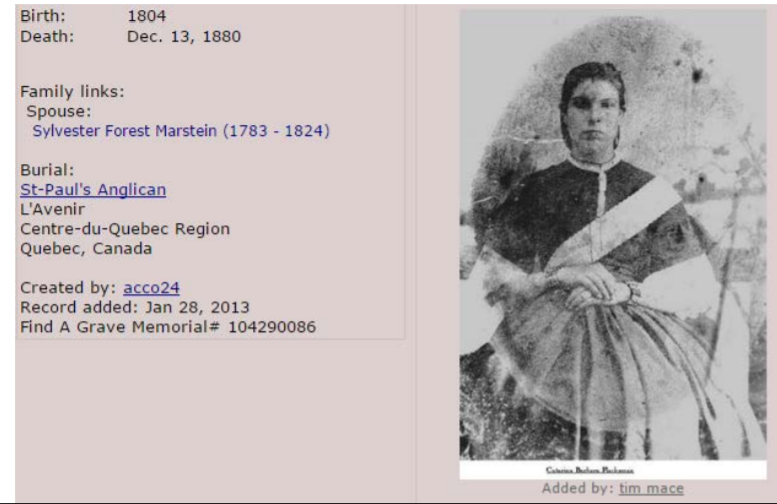 Birth: 1804
Death: Dec. 13, 1880
Family links:
Spouse:
Sylvester Forest Marstein (1783 - 1824)
Burial:
St-Paul's Anglican
L'Avenir
Centre-du-Quebec Region
Quebec, Canada
Created by: acco24
Record added: Jan 28, 2013
Find A Grave Memorial# 104290086
Catarina Barbara
Added by: tim mace